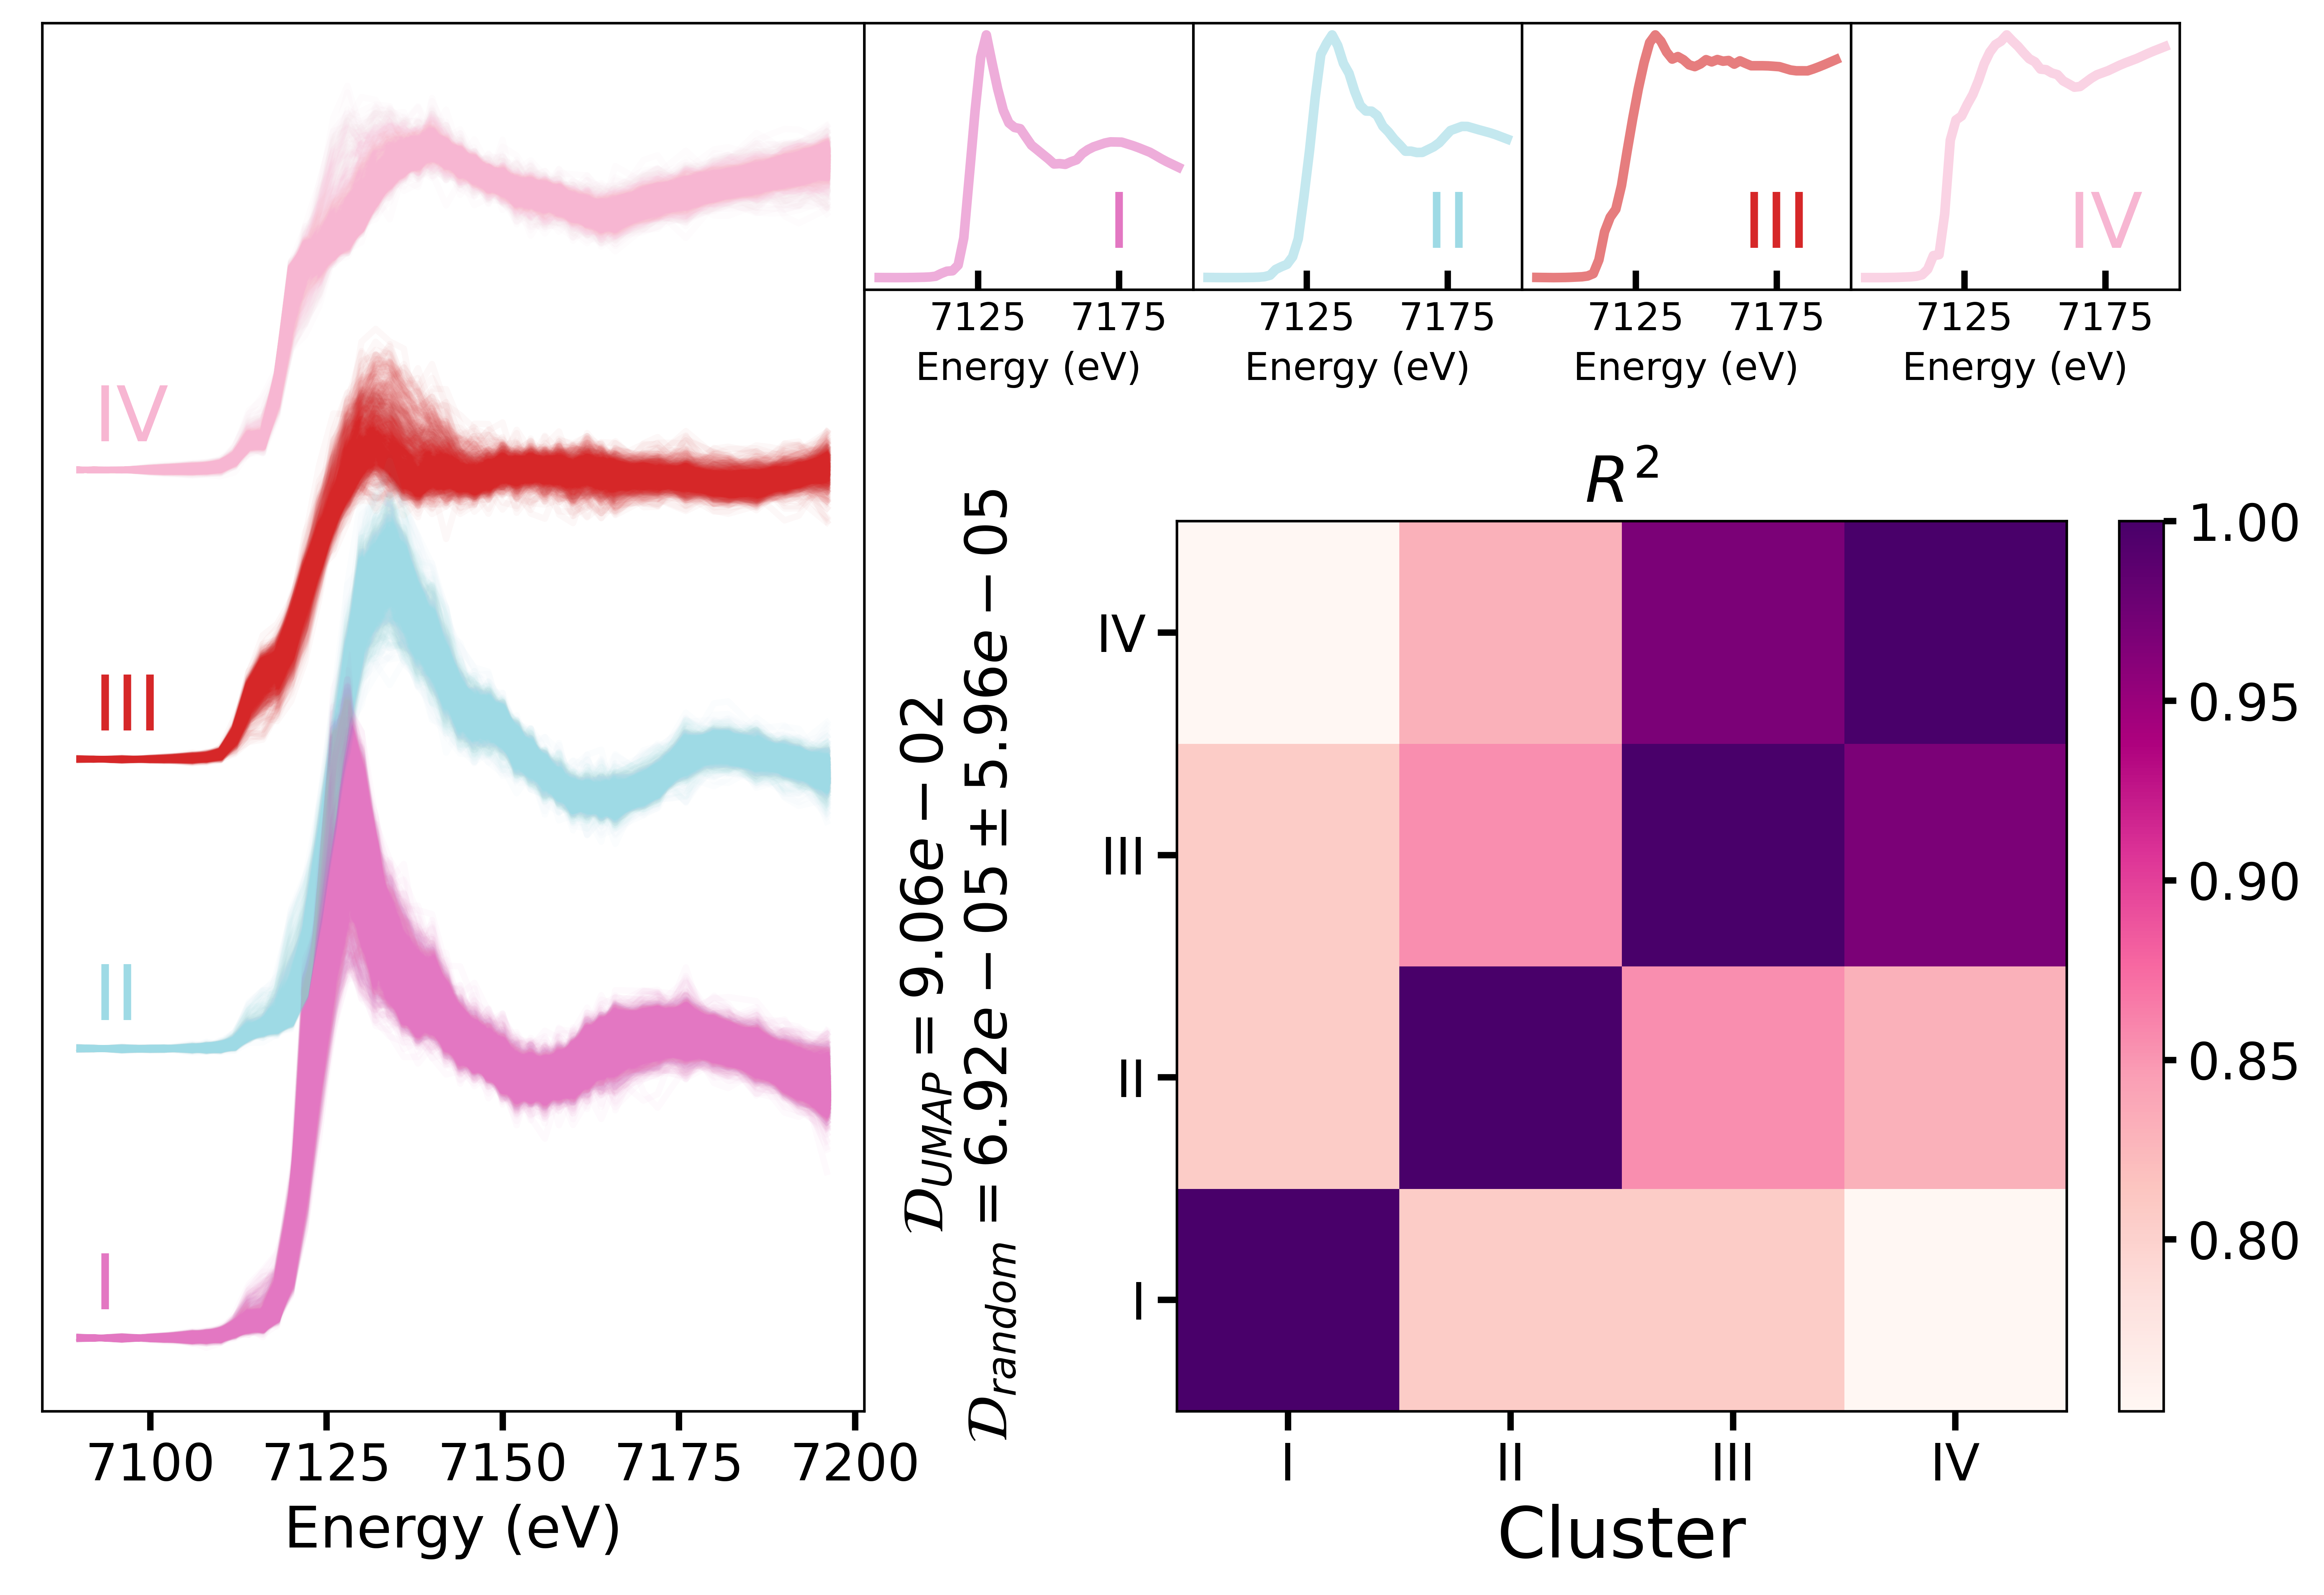 IV
III
II
I
7100 7125 7150 7175 7200
Energy (eV)
I
7125 7175
Energy (eV)
II
7125 7175
Energy (eV)
III
7125 7175
Energy (eV)
IV
7125 7175
Energy (eV)
𝒟UMAP = 9.06e − 02
𝒟random = 6.92e − 05 ± 5.96e − 05
R²
IV
III
II
I
I II III IV
Cluster
1.00
0.95
0.90
0.85
0.80